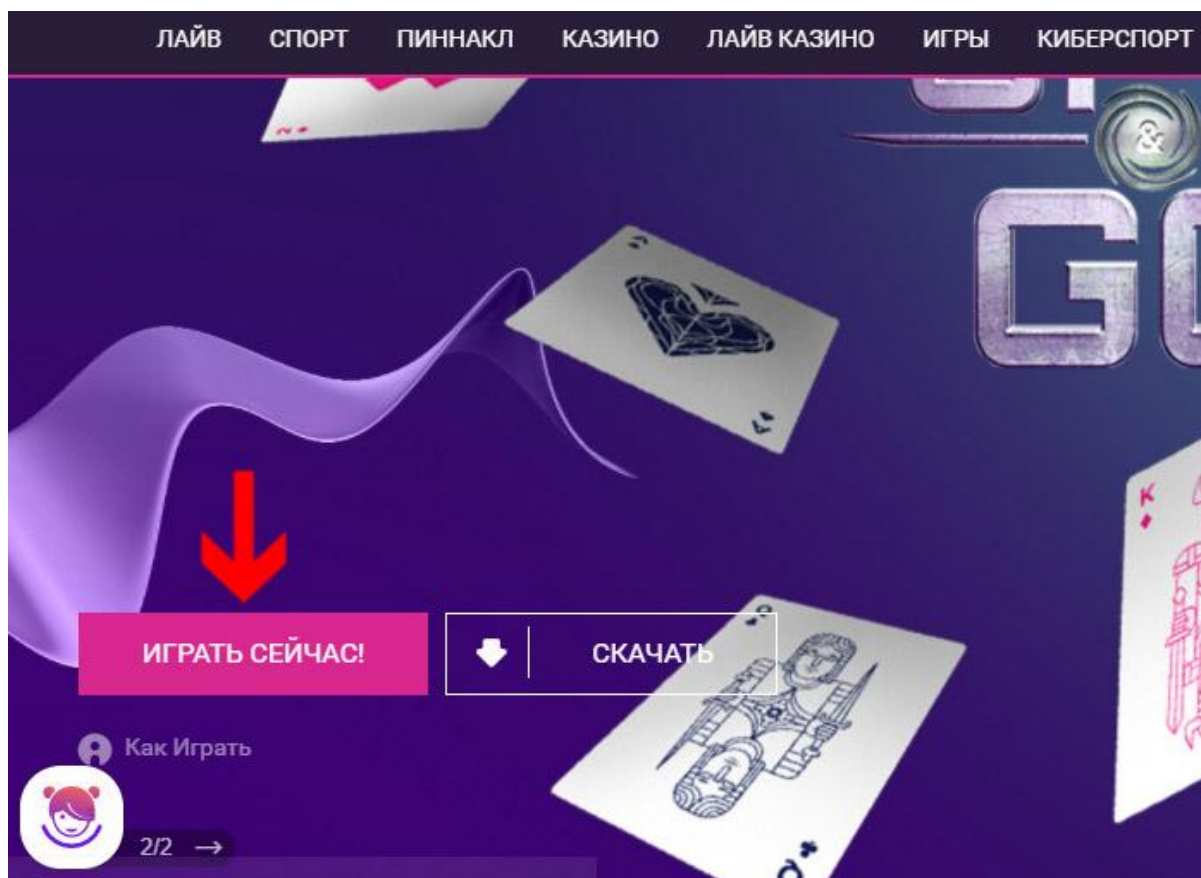 ЛАЙВ СПОРТ ПИННАКЛ КАЗИНО ЛАЙВ КАЗИНО ИГРЫ КИБЕРСПОРТ
&
A
A
K
ИГРАТЬ СЕЙЧАС!
СКАЧАТЬ
Q
Как Играть
2/2 →
Q